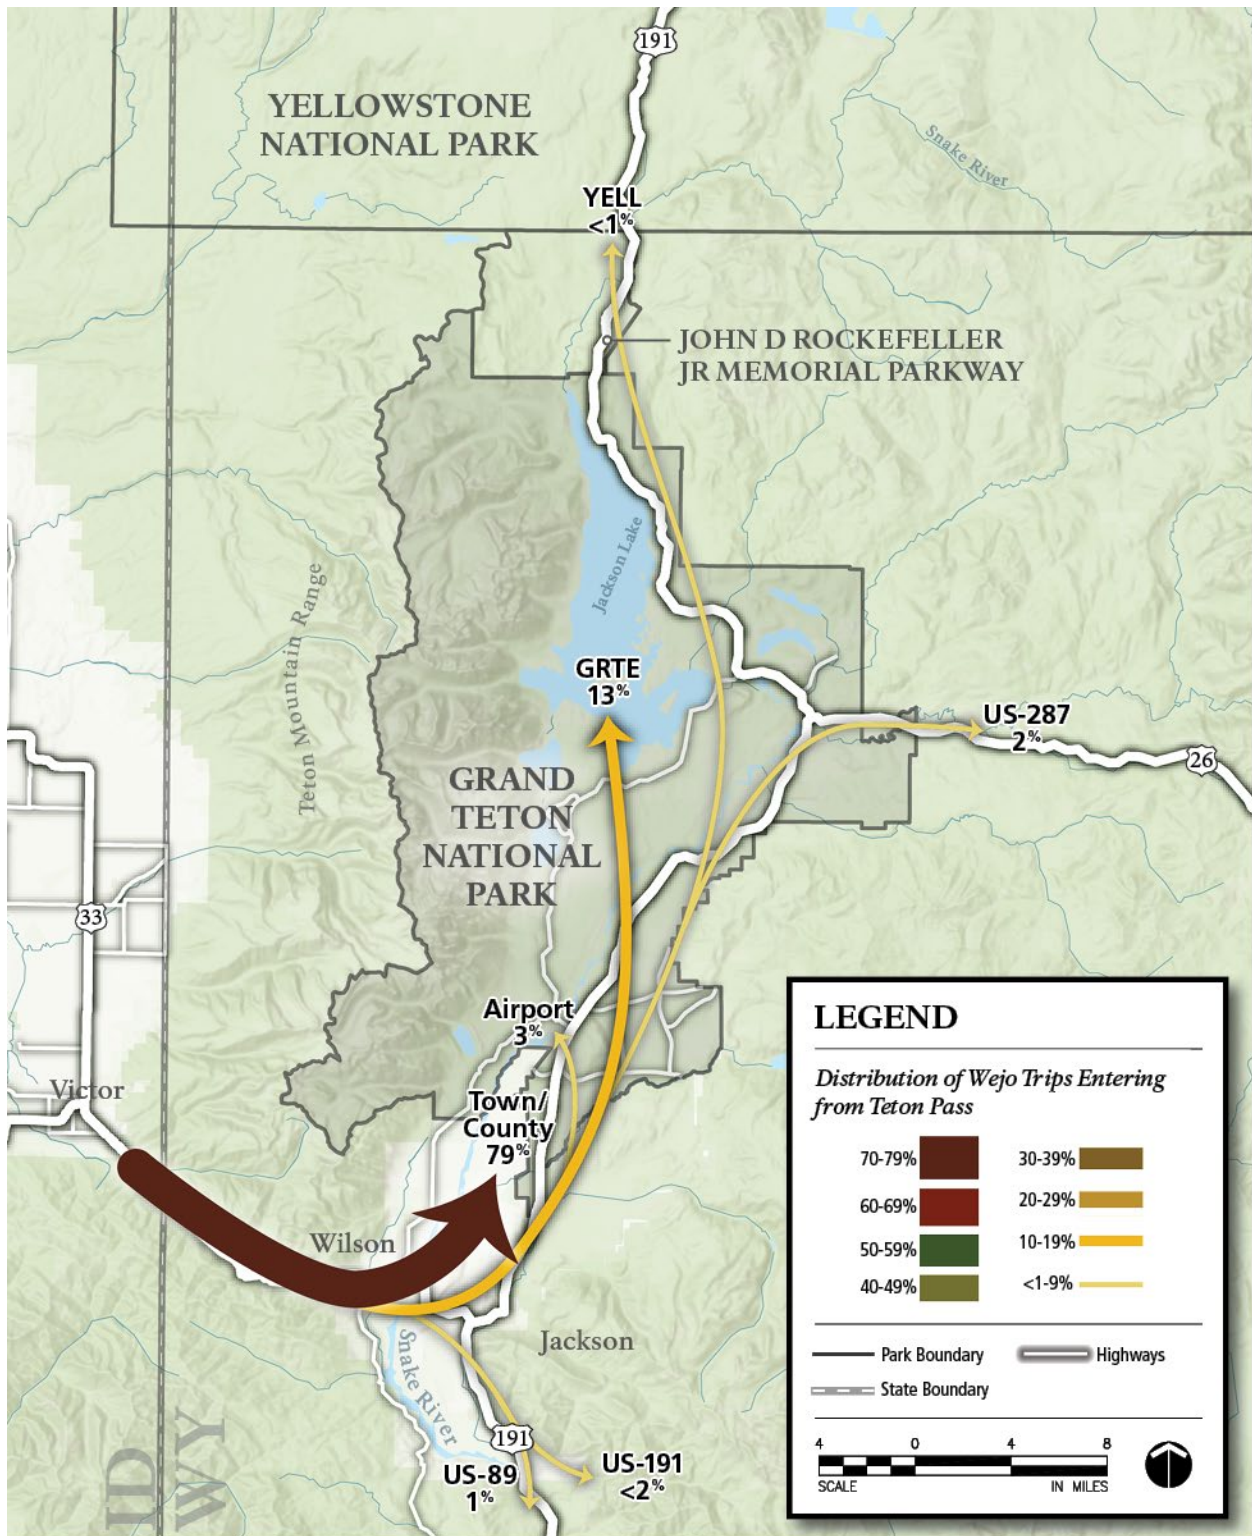 191
YELLOWSTONE
NATIONAL PARK
Snake River
YELL
<1%
JOHN D ROCKEFELLER
JR MEMORIAL PARKWAY
Jackson Lake
Teton Mountain Range
GRTE
13%
US-287
2%
26
GRAND
TETON
NATIONAL
PARK
33
Airport
3%
Victor
Town/
County
79%
Wilson
Jackson
Snake River
191
US-89
1%
US-191
<2%
ID
WY
LEGEND
Distribution of Wejo Trips Entering
from Teton Pass
70-79%
60-69%
50-59%
40-49%
30-39%
20-29%
10-19%
<1-9%
Park Boundary
Highways
State Boundary
4 0 4 8
SCALE IN MILES